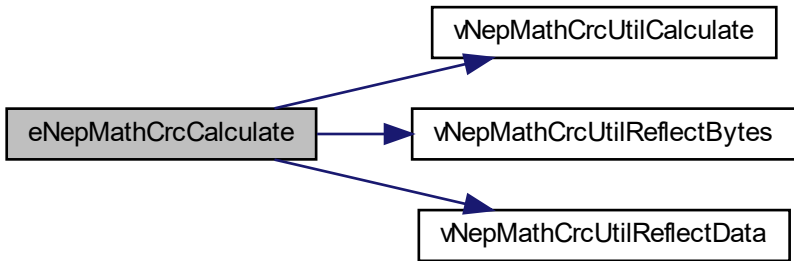 vNepMathCrcUtilCalculate
eNepMathCrcCalculate
vNepMathCrcUtilReflectBytes
vNepMathCrcUtilReflectData